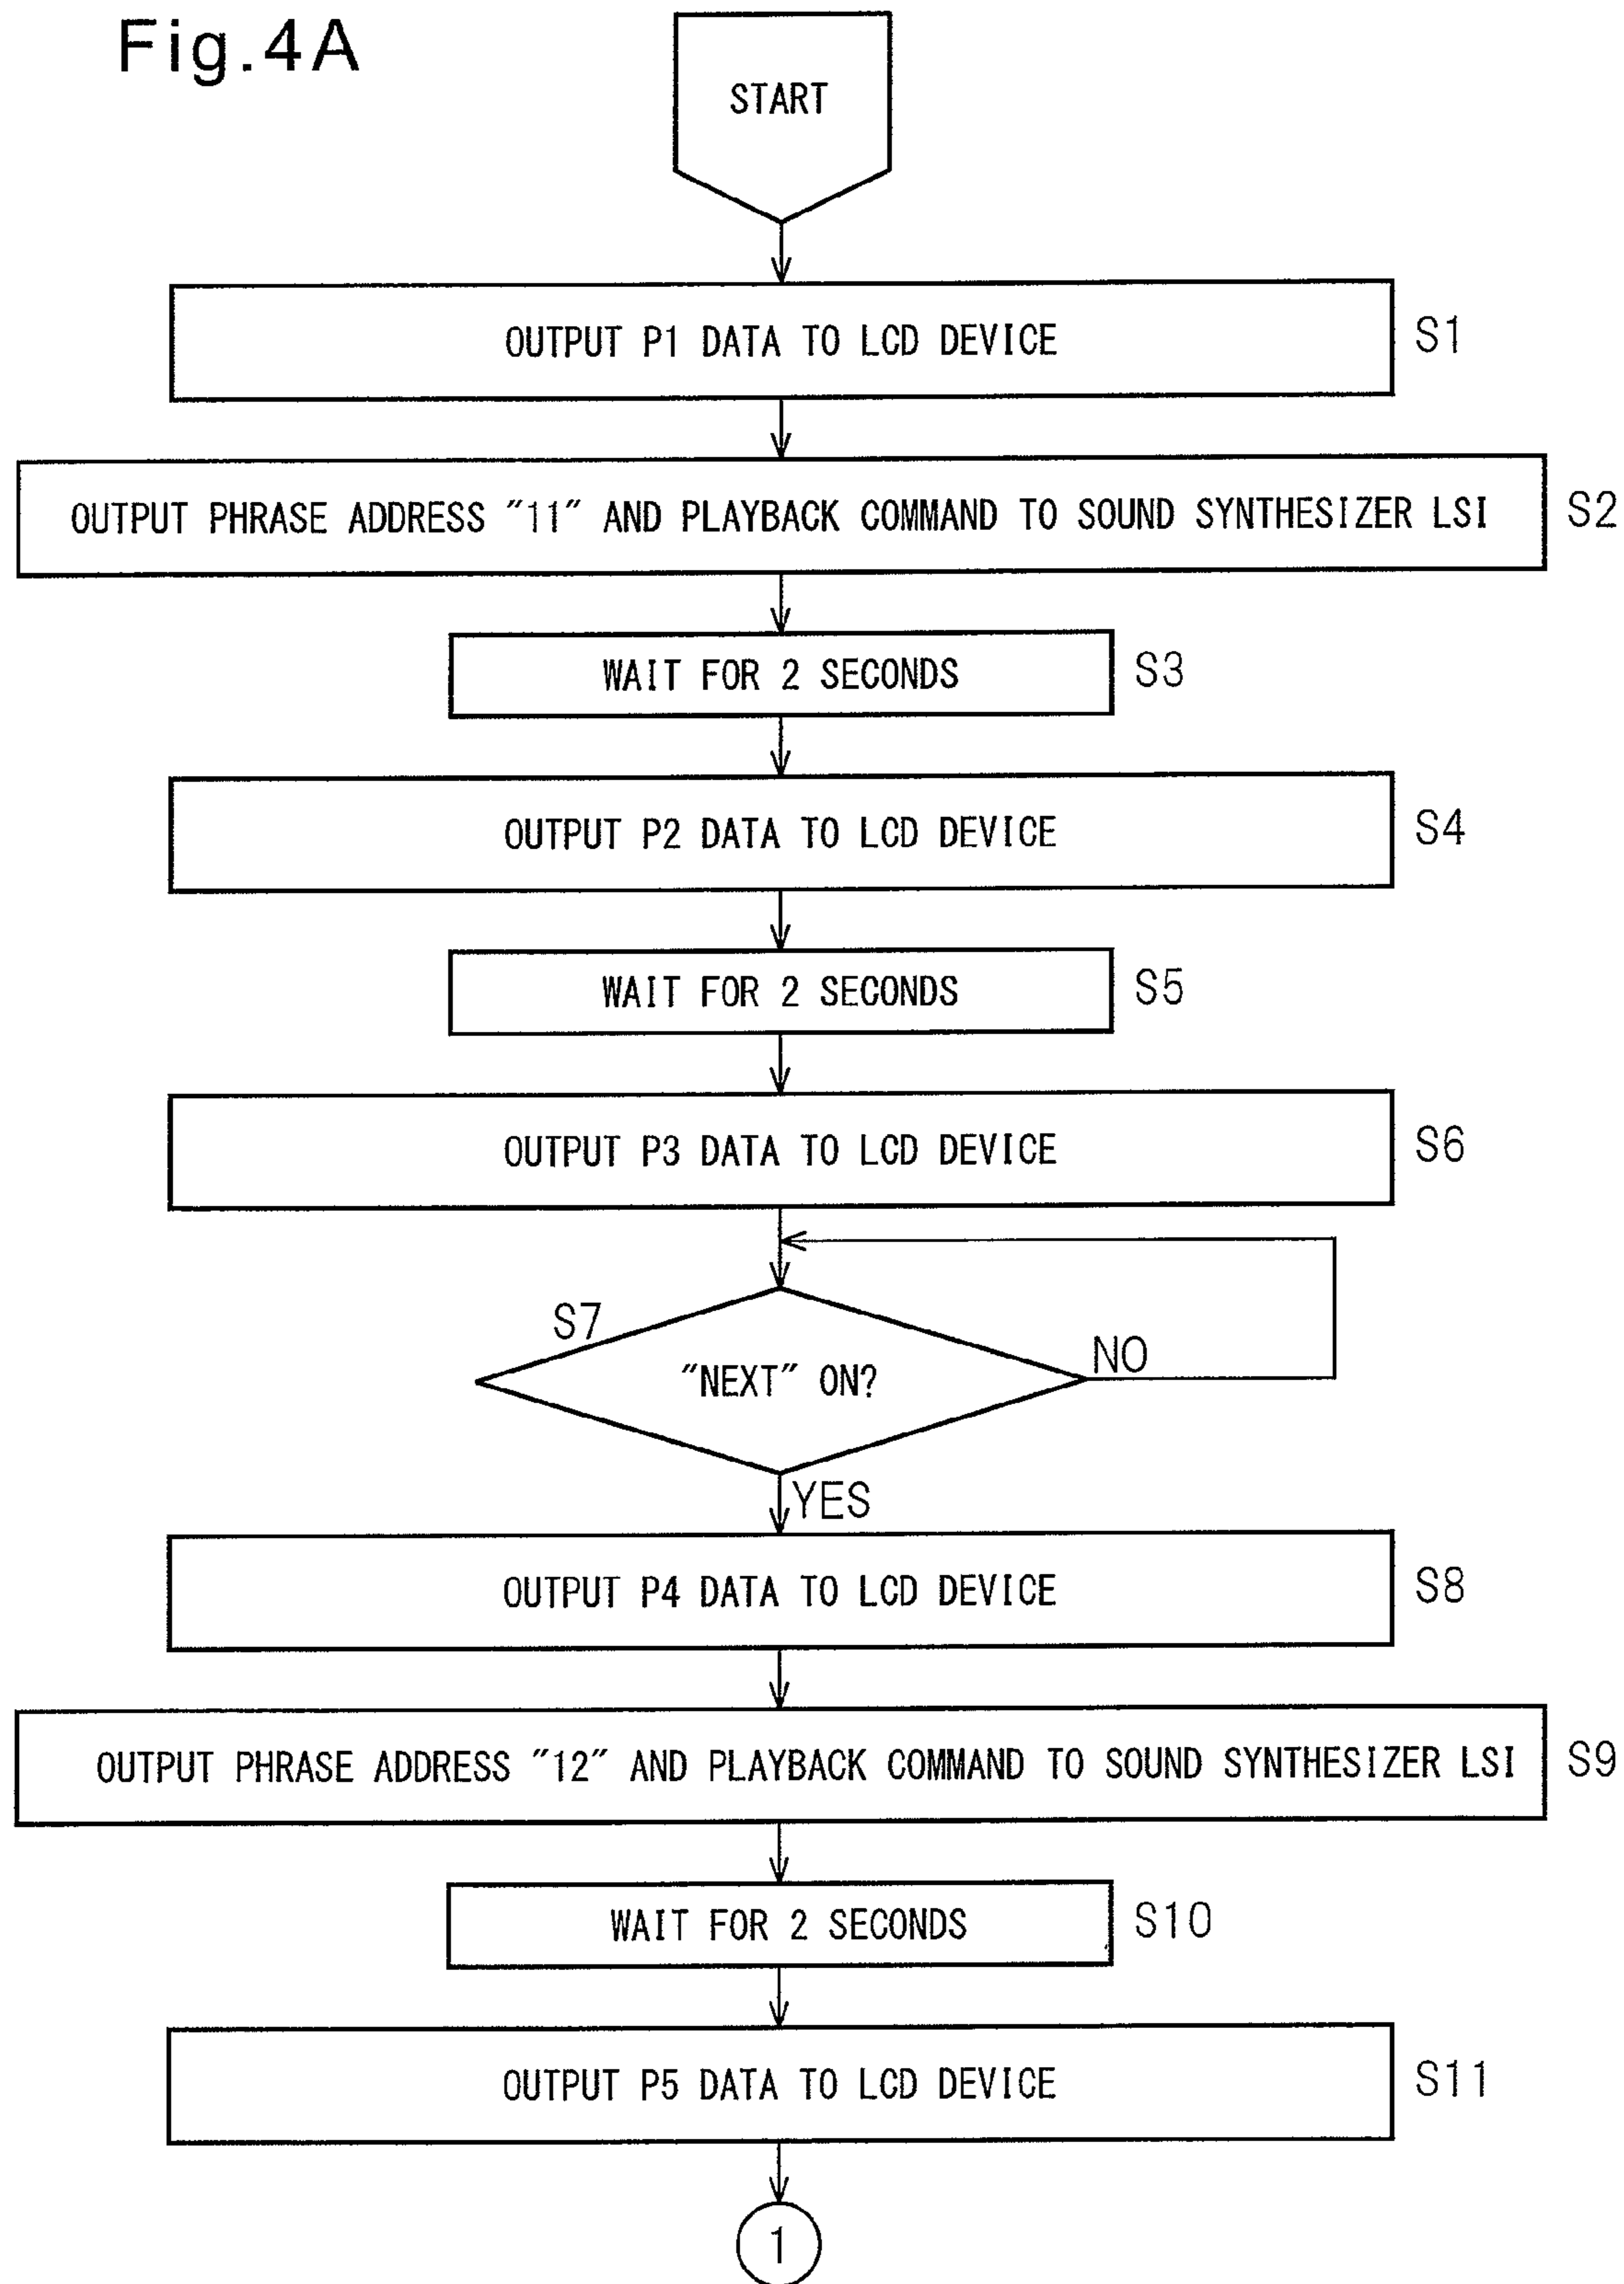 Fig.4A
START
OUTPUT P1 DATA TO LCD DEVICE
S1
OUTPUT PHRASE ADDRESS "11" AND PLAYBACK COMMAND TO SOUND SYNTHESIZER LSI
S2
WAIT FOR 2 SECONDS
S3
OUTPUT P2 DATA TO LCD DEVICE
S4
WAIT FOR 2 SECONDS
S5
OUTPUT P3 DATA TO LCD DEVICE
S6
S7
"NEXT" ON?
NO
YES
OUTPUT P4 DATA TO LCD DEVICE
S8
OUTPUT PHRASE ADDRESS "12" AND PLAYBACK COMMAND TO SOUND SYNTHESIZER LSI
S9
WAIT FOR 2 SECONDS
S10
OUTPUT P5 DATA TO LCD DEVICE
S11
1